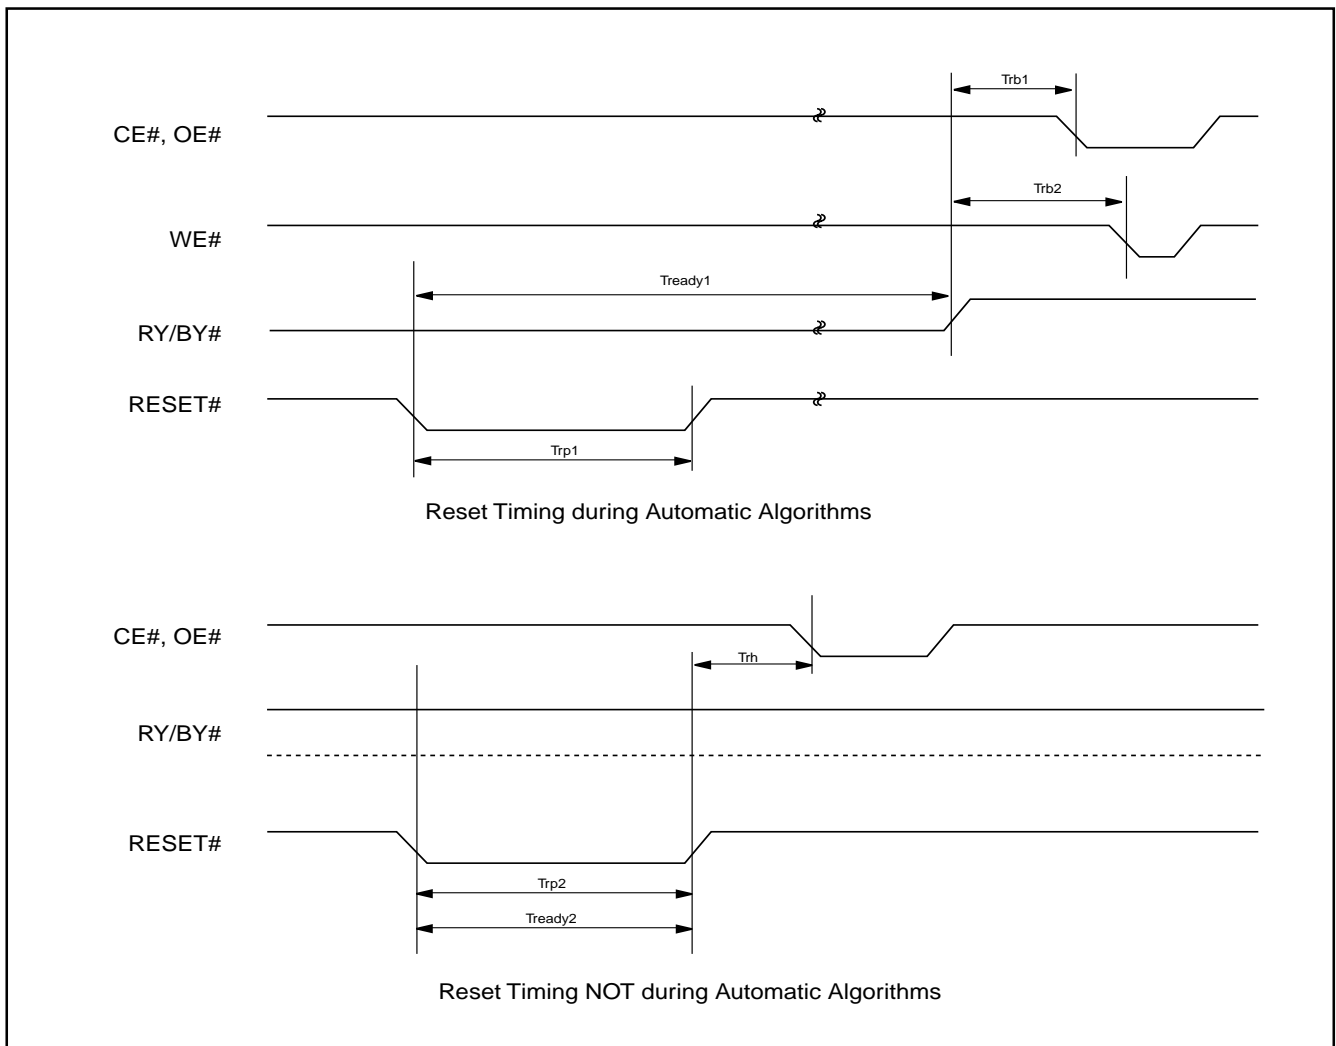 Trb1
CE#, OE#
Trb2
WE#
Tready1
RY/BY#
RESET#
Trp1
Reset Timing during Automatic Algorithms
CE#, OE#
Trh
RY/BY#
RESET#
Trp2
Tready2
Reset Timing NOT during Automatic Algorithms